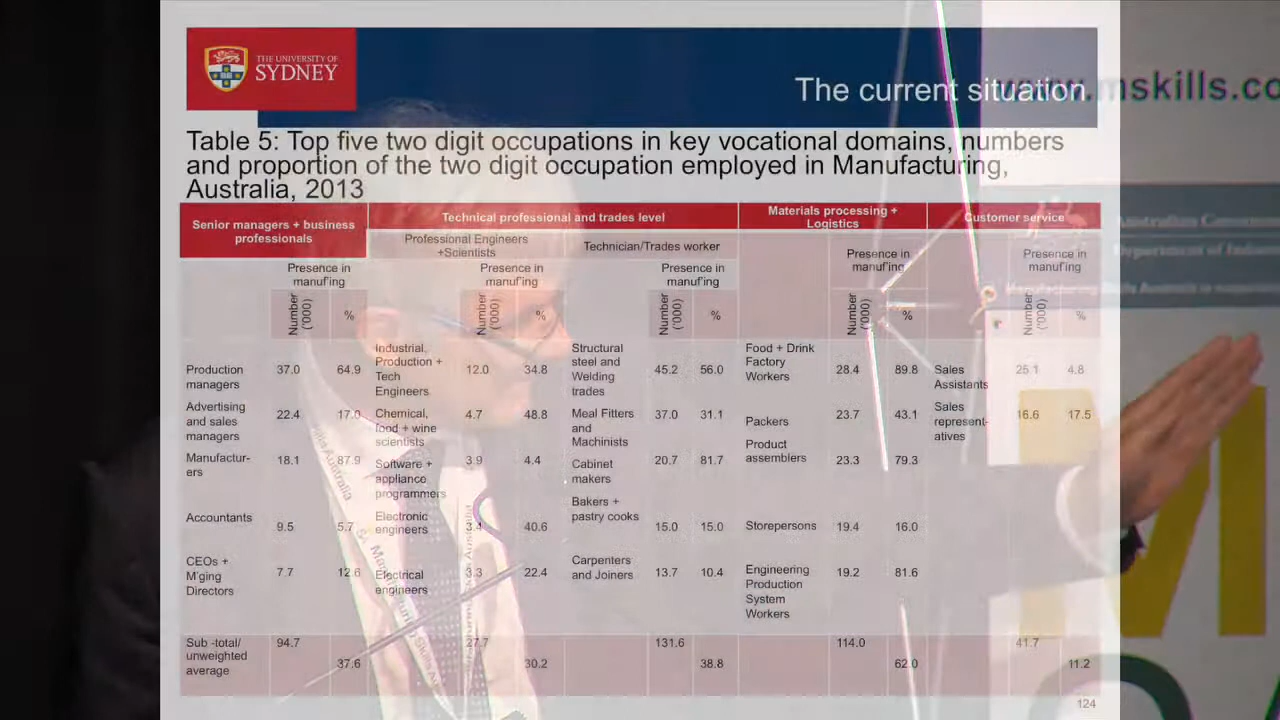 THE UNIVERSITY OF
SYDNEY
The current situation
www.mskills.co
Table 5: Top five two digit occupations in key vocational domains, numbers
and proportion of the two digit occupation employed in Manufacturing,
Australia, 2013
Senior managers + business
professionals
Technical professional and trades level
Materials processing +
Logistics
Customer service
Professional Engineers
+Scientists
Technician/Trades worker
Presence in
manuf'ing
Presence in
manuf'ing
Presence in
manuf'ing
Presence in
manuf'ing
Presence in
manuf'ing
Number
('000)
%
Number
('000)
%
Number
('000)
%
Number
('000)
%
Number
('000)
%
Production
managers
37.0 64.9
Industrial,
Production +
Tech
Engineers
12.0 34.8
Structural
steel and
Welding
trades
45.2 56.0
Food + Drink
Factory
Workers
28.4 89.8
Sales
Assistants
25.1 4.8
Advertising
and sales
managers
22.4 17.0
Chemical,
food + wine
scientists
4.7 48.8
Meal Fitters
and
Machinists
37.0 31.1
Packers
23.7 43.1
Sales
represent-
atives
16.6 17.5
Manufactur-
ers
18.1 87.9
Software +
appliance
programmers
3.9 4.4
Cabinet
makers
20.7 81.7
Product
assemblers
23.3 79.3
Accountants
9.5 5.7
Electronic
engineers
3.4 40.6
Bakers +
pastry cooks
15.0 15.0
Storepersons
19.4 16.0
CEOs +
M'ging
Directors
7.7 12.6
Electrical
engineers
3.3 22.4
Carpenters
and Joiners
13.7 10.4
Engineering
Production
System
Workers
19.2 81.6
Sub -total/
unweighted
average
94.7
37.6
27.7
30.2
131.6
38.8
114.0
62.0
41.7
11.2
124